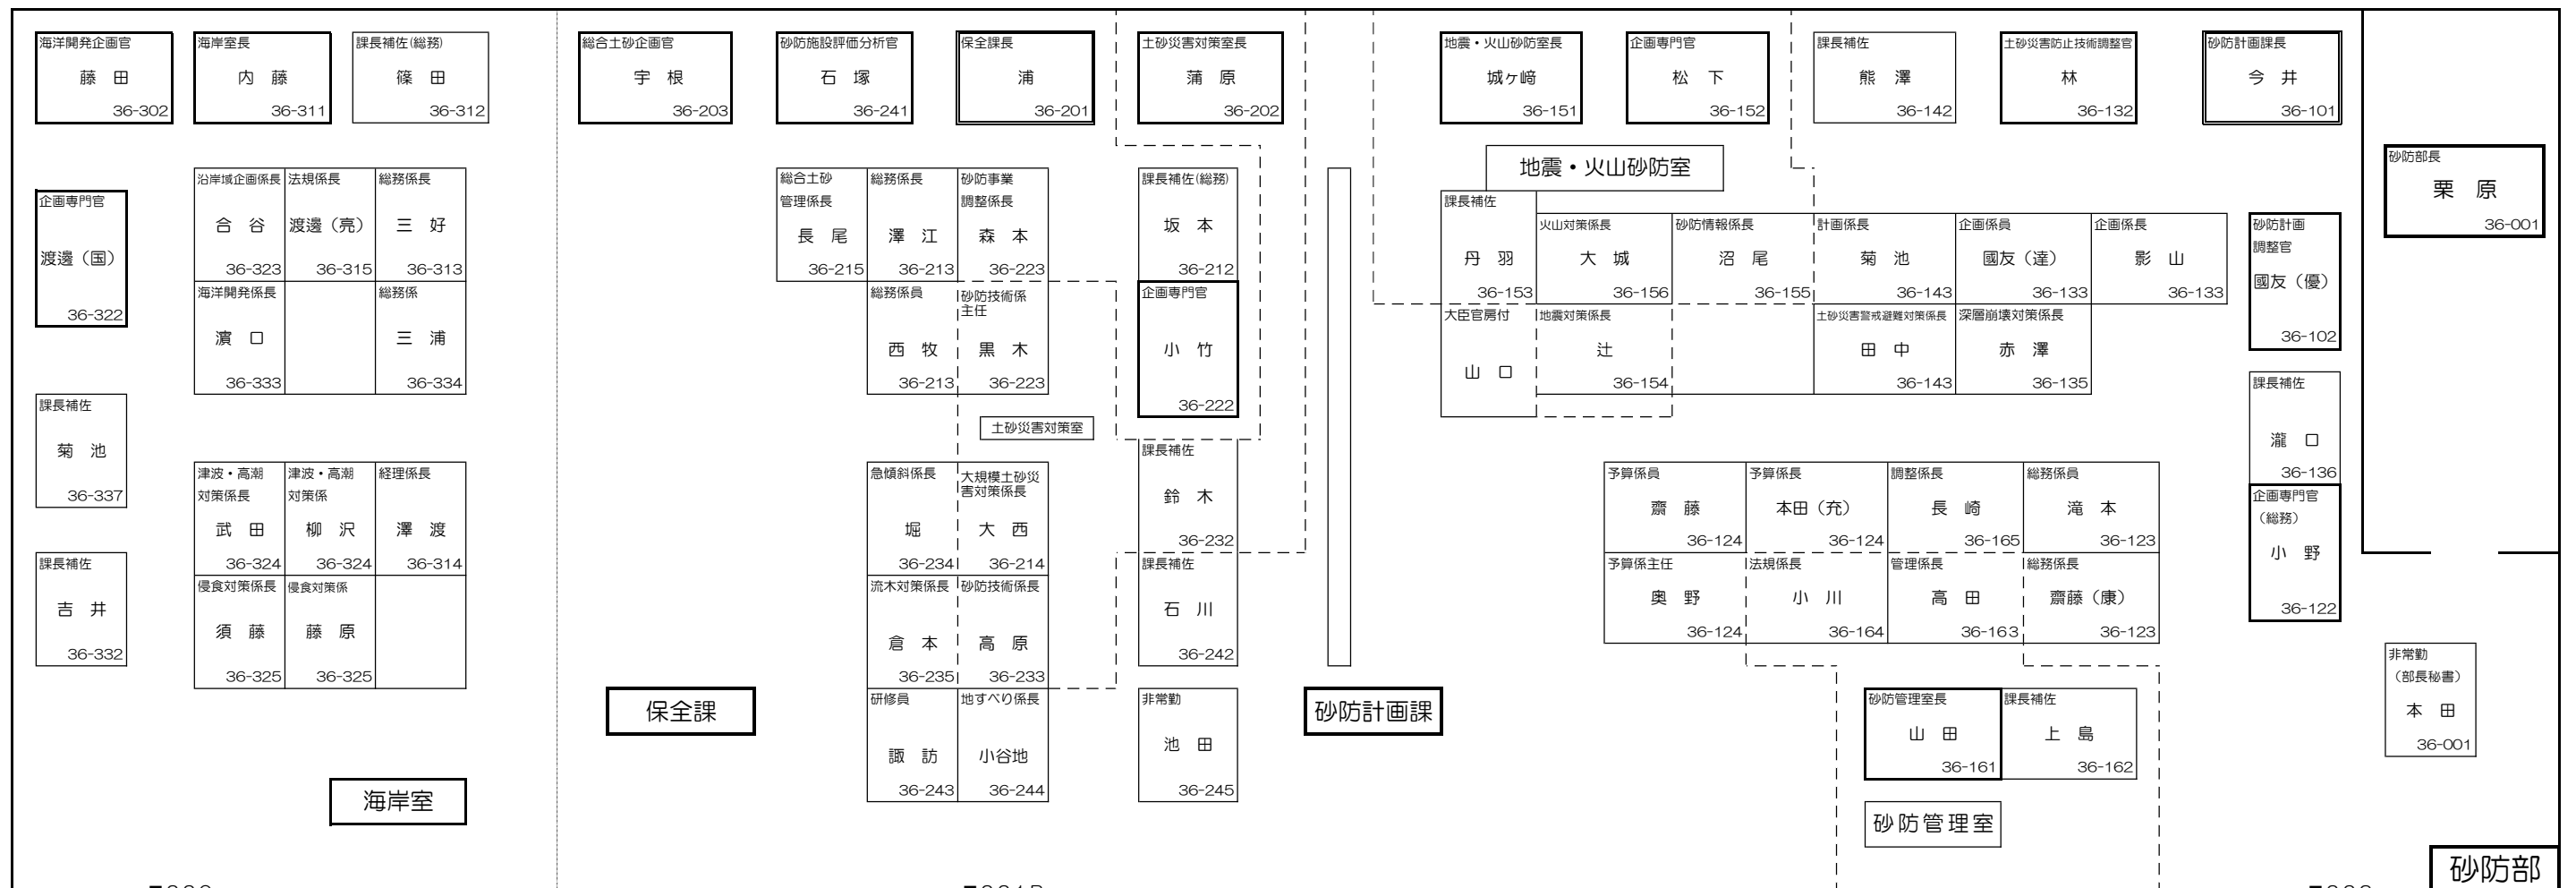 海洋開発企画官
藤 田
36-302
海岸室長
内 藤
36-311
課長補佐(総務)
篠 田
36-312
総合土砂企画官
宇 根
36-203
砂防施設評価分析官
石 塚
36-241
保全課長
浦
36-201
土砂災害対策室長
蒲 原
36-202
地震・火山砂防室長
城ヶ﨑
36-151
企画専門官
松 下
36-152
課長補佐
熊 澤
36-142
土砂災害防止技術調整官
林
36-132
砂防計画課長
今 井
36-101
砂防部長
栗 原
36-001
企画専門官
渡邊（国）
36-322
沿岸域企画係長
合 谷
36-323
法規係長
渡邊（亮）
36-315
総務係長
三 好
36-313
海洋開発係長
濵 口
36-333
総務係
三 浦
36-334
課長補佐
菊 池
36-337
津波・高潮
対策係長
武 田
36-324
津波・高潮
対策係
柳 沢
36-324
経理係長
澤 渡
36-314
課長補佐
吉 井
36-332
侵食対策係長
須 藤
36-325
侵食対策係
藤 原
36-325
海岸室
総合土砂
管理係長
長 尾
36-215
総務係長
澤 江
36-213
砂防事業
調整係長
森 本
36-223
総務係員
西 牧
36-213
砂防技術係
主任
黒 木
36-223
課長補佐(総務)
坂 本
36-212
企画専門官
小 竹
36-222
土砂災害対策室
課長補佐
鈴 木
36-232
急傾斜係長
堀
36-234
大規模土砂災
害対策係長
大 西
36-214
課長補佐
石 川
36-242
流木対策係長
倉 本
36-235
砂防技術係長
高 原
36-233
研修員
諏 訪
36-243
地すべり係長
小谷地
36-244
非常勤
池 田
36-245
保全課
砂防計画課
地震・火山砂防室
課長補佐
丹 羽
36-153
火山対策係長
大 城
36-156
砂防情報係長
沼 尾
36-155
計画係長
菊 池
36-143
企画係員
國友（達）
36-133
企画係長
影 山
36-133
大臣官房付
山 口
地震対策係長
辻
36-154
土砂災害警戒避難対策係長
田 中
36-143
深層崩壊対策係長
赤 澤
36-135
砂防計画
調整官
國友（優）
36-102
課長補佐
瀧 口
36-136
企画専門官
（総務）
小 野
36-122
予算係員
齋 藤
36-124
予算係長
本田（充）
36-124
調整係長
長 崎
36-165
総務係員
滝 本
36-123
予算係主任
奥 野
36-124
法規係長
小 川
36-164
管理係長
高 田
36-163
総務係長
齋藤（康）
36-123
砂防管理室長
山 田
36-161
課長補佐
上 島
36-162
砂防管理室
非常勤
（部長秘書）
本 田
36-001
砂防部